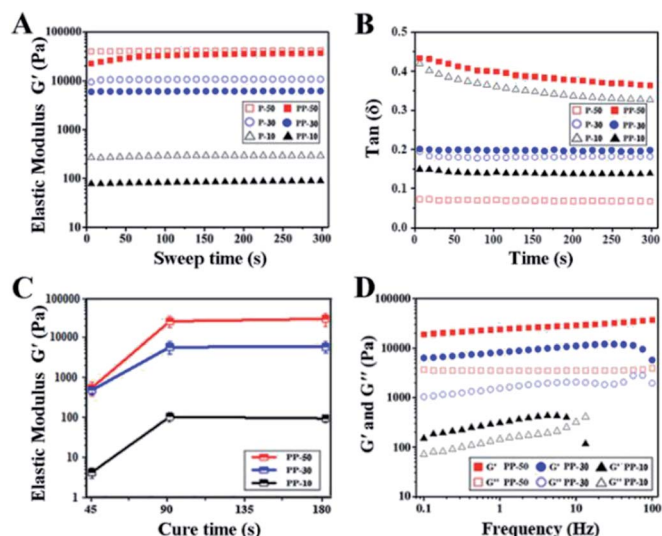 A
Elastic Modulus G′ (Pa)
100000
10000
1000
100
10
P-50 PP-50
P-30 PP-30
P-10 PP-10
0 50 100 150 200 250 300
Sweep time (s)
B
Tan (δ)
0.5
0.4
0.3
0.2
0.1
0.0
P-50 PP-50
P-30 PP-30
P-10 PP-10
0 50 100 150 200 250 300
Time (s)
C
Elastic Modulus G′ (Pa)
100000
10000
1000
100
10
1
PP-50
PP-30
PP-10
45 90 135 180
Cure time (s)
D
G′ and G′′ (Pa)
100000
10000
1000
100
10
G′ PP-50 G′ PP-30 G′ PP-10
G′′ PP-50 G′′ PP-30 G′′ PP-10
0.1 1 10 100
Frequency (Hz)